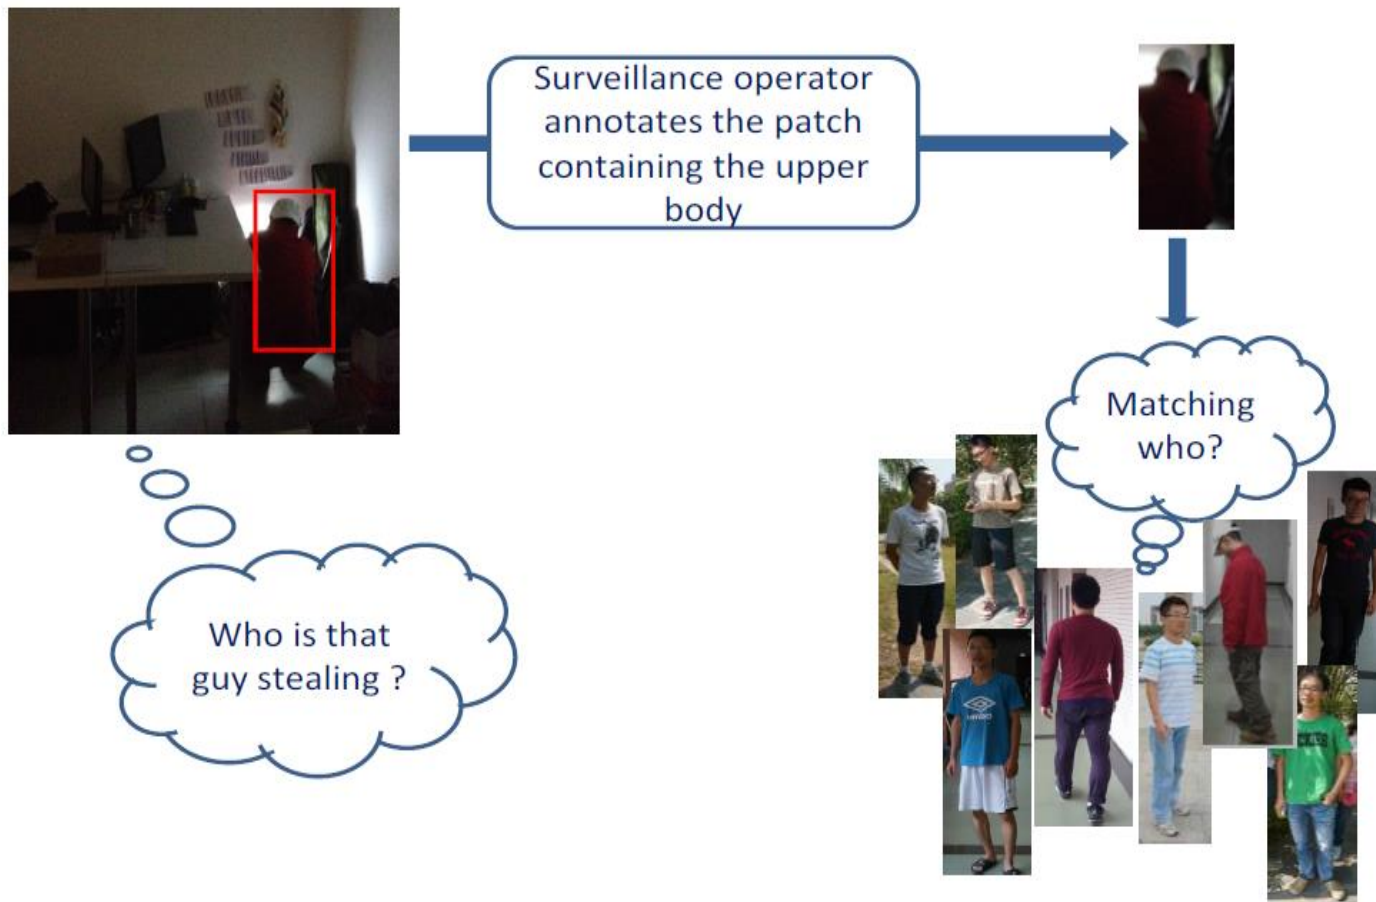 Surveillance operator
annotates the patch
containing the upper
body
Matching
who?
Who is that
guy stealing ?